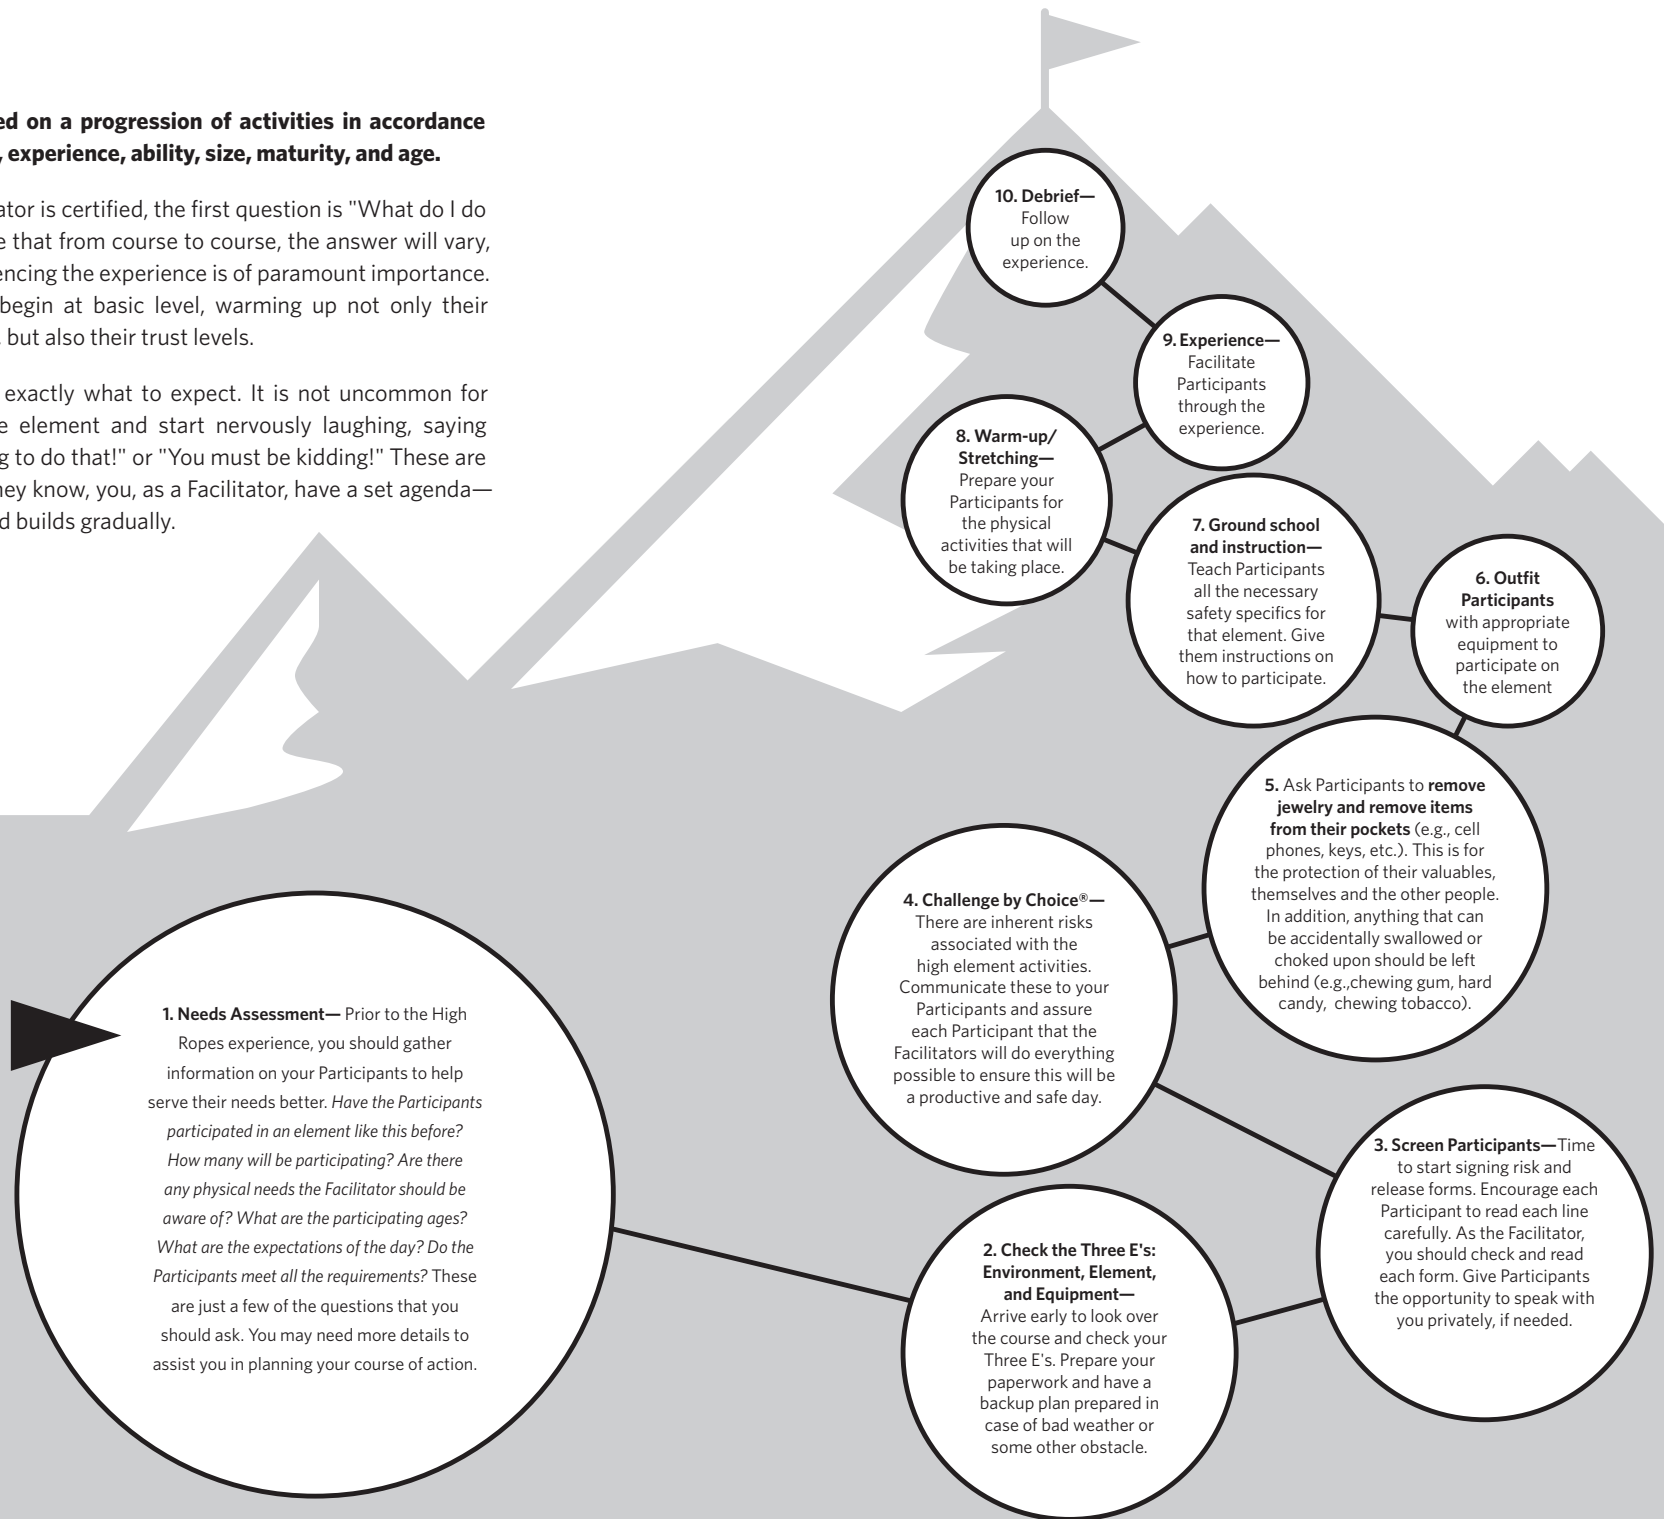 ed on a progression of activities in accordance
, experience, ability, size, maturity, and age.
ator is certified, the first question is "What do I do
e that from course to course, the answer will vary,
encing the experience is of paramount importance.
begin at basic level, warming up not only their
, but also their trust levels.
exactly what to expect. It is not uncommon for
e element and start nervously laughing, saying
g to do that!" or "You must be kidding!" These are
hey know, you, as a Facilitator, have a set agenda—
d builds gradually.
10. Debrief—
Follow
up on the
experience.
9. Experience—
Facilitate
Participants
through the
experience.
8. Warm-up/
Stretching—
Prepare your
Participants for
the physical
activities that will
be taking place.
7. Ground school
and instruction—
Teach Participants
all the necessary
safety specifics for
that element. Give
them instructions on
how to participate.
6. Outfit
Participants
with appropriate
equipment to
participate on
the element
5. Ask Participants to remove
jewelry and remove items
from their pockets (e.g., cell
phones, keys, etc.). This is for
the protection of their valuables,
themselves and the other people.
In addition, anything that can
be accidentally swallowed or
choked upon should be left
behind (e.g.,chewing gum, hard
candy, chewing tobacco).
4. Challenge by Choice®—
There are inherent risks
associated with the
high element activities.
Communicate these to your
Participants and assure
each Participant that the
Facilitators will do everything
possible to ensure this will be
a productive and safe day.
3. Screen Participants—Time
to start signing risk and
release forms. Encourage each
Participant to read each line
carefully. As the Facilitator,
you should check and read
each form. Give Participants
the opportunity to speak with
you privately, if needed.
2. Check the Three E's:
Environment, Element,
and Equipment—
Arrive early to look over
the course and check your
Three E's. Prepare your
paperwork and have a
backup plan prepared in
case of bad weather or
some other obstacle.
1. Needs Assessment— Prior to the High
Ropes experience, you should gather
information on your Participants to help
serve their needs better. Have the Participants
participated in an element like this before?
How many will be participating? Are there
any physical needs the Facilitator should be
aware of? What are the participating ages?
What are the expectations of the day? Do the
Participants meet all the requirements? These
are just a few of the questions that you
should ask. You may need more details to
assist you in planning your course of action.